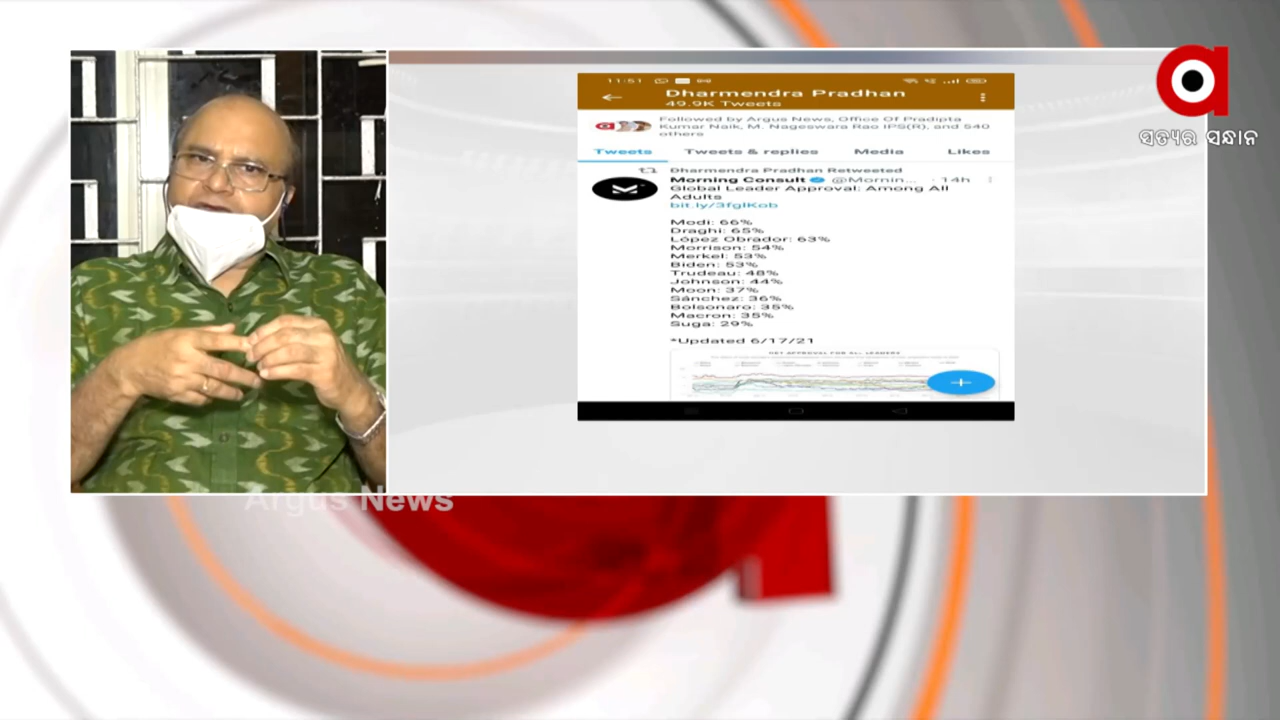 ସତ୍ୟର ସନ୍ଧାନ
11:51
Dharmendra Pradhan
49.9K Tweets
Followed by Argus News, Office Of Pradipta
Kumar Naik, M. Nageswara Rao IPS(R), and 540
others
Tweets Tweets & replies Media Likes
Dharmendra Pradhan Retweeted
Morning Consult @Mornin... · 14h
Global Leader Approval: Among All
Adults
Modi: 66%
Draghi: 65%
López Obrador: 63%
Morrison: 54%
Merkel: 53%
Biden: 53%
Trudeau: 48%
Johnson: 44%
Moon: 37%
Sánchez: 36%
Bolsonaro: 35%
Macron: 35%
Suga: 29%
*Updated 6/17/21
NET APPROVAL FOR ALL LEADERS
Argus News